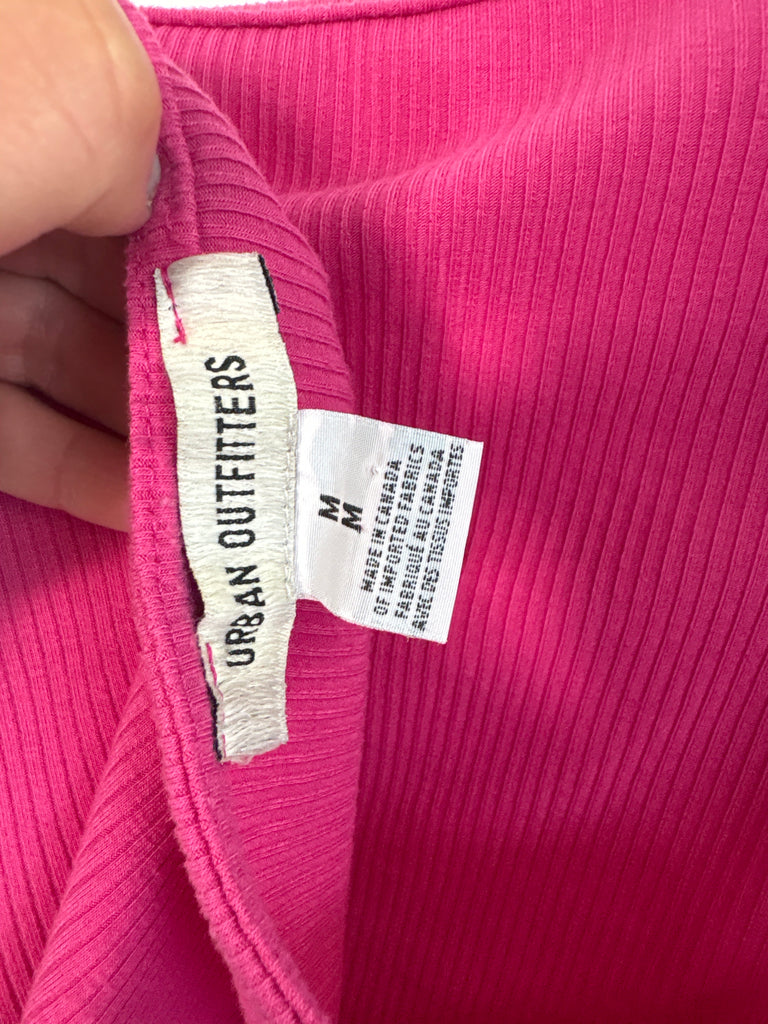 URBAN OUTFITTERS
M
M
MADE IN CANADA
OF IMPORTED FABRICS
FABRIQUÉ AU CANADA
AVEC DES TISSUS IMPORTÉS